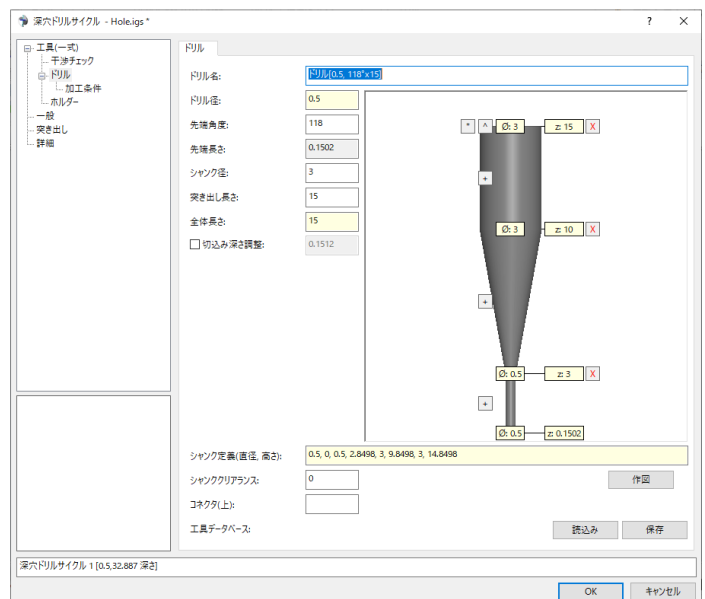 深穴ドリルサイクル - Hole.igs *
? ×
工具(一式)
干渉チェック
ドリル
加工条件
ホルダー
一般
突き出し
詳細
ドリル
ドリル名: ドリル[0.5, 118°x15]
ドリル径: 0.5
先端角度: 118
先端長さ: 0.1502
シャンク径: 3
突き出し長さ: 15
全体長さ: 15
切込み深さ調整: 0.1512
* ^ Ø: 3 z: 15 X
+
Ø: 3 z: 10 X
+
Ø: 0.5 z: 3 X
+
Ø: 0.5 z: 0.1502
シャンク定義(直径, 高さ): 0.5, 0, 0.5, 2.8498, 3, 9.8498, 3, 14.8498
シャンククリアランス: 0 作図
コネクタ(上):
工具データベース: 読込み 保存
深穴ドリルサイクル 1 [0.5,32.887 深さ]
OK キャンセル